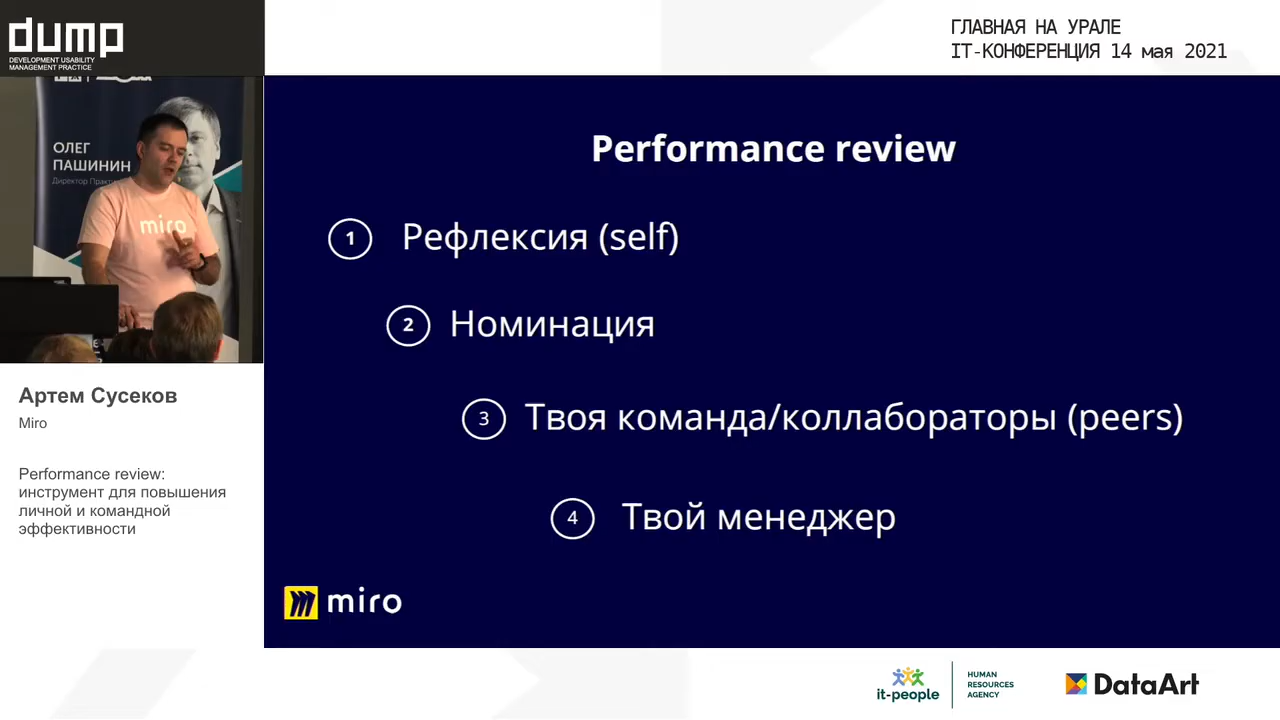 dump
DEVELOPMENT USABILITY
MANAGEMENT PRACTICE
ГЛАВНАЯ НА УРАЛЕ
IT-КОНФЕРЕНЦИЯ 14 мая 2021
ОЛЕГ
ПАШИНИН
Директор
miro
Performance review
1 Рефлексия (self)
2 Номинация
3 Твоя команда/коллабораторы (peers)
4 Твой менеджер
miro
Артем Сусеков
Miro
Performance review:
инструмент для повышения
личной и командной
эффективности
it-people
HUMAN
RESOURCES
AGENCY
DataArt